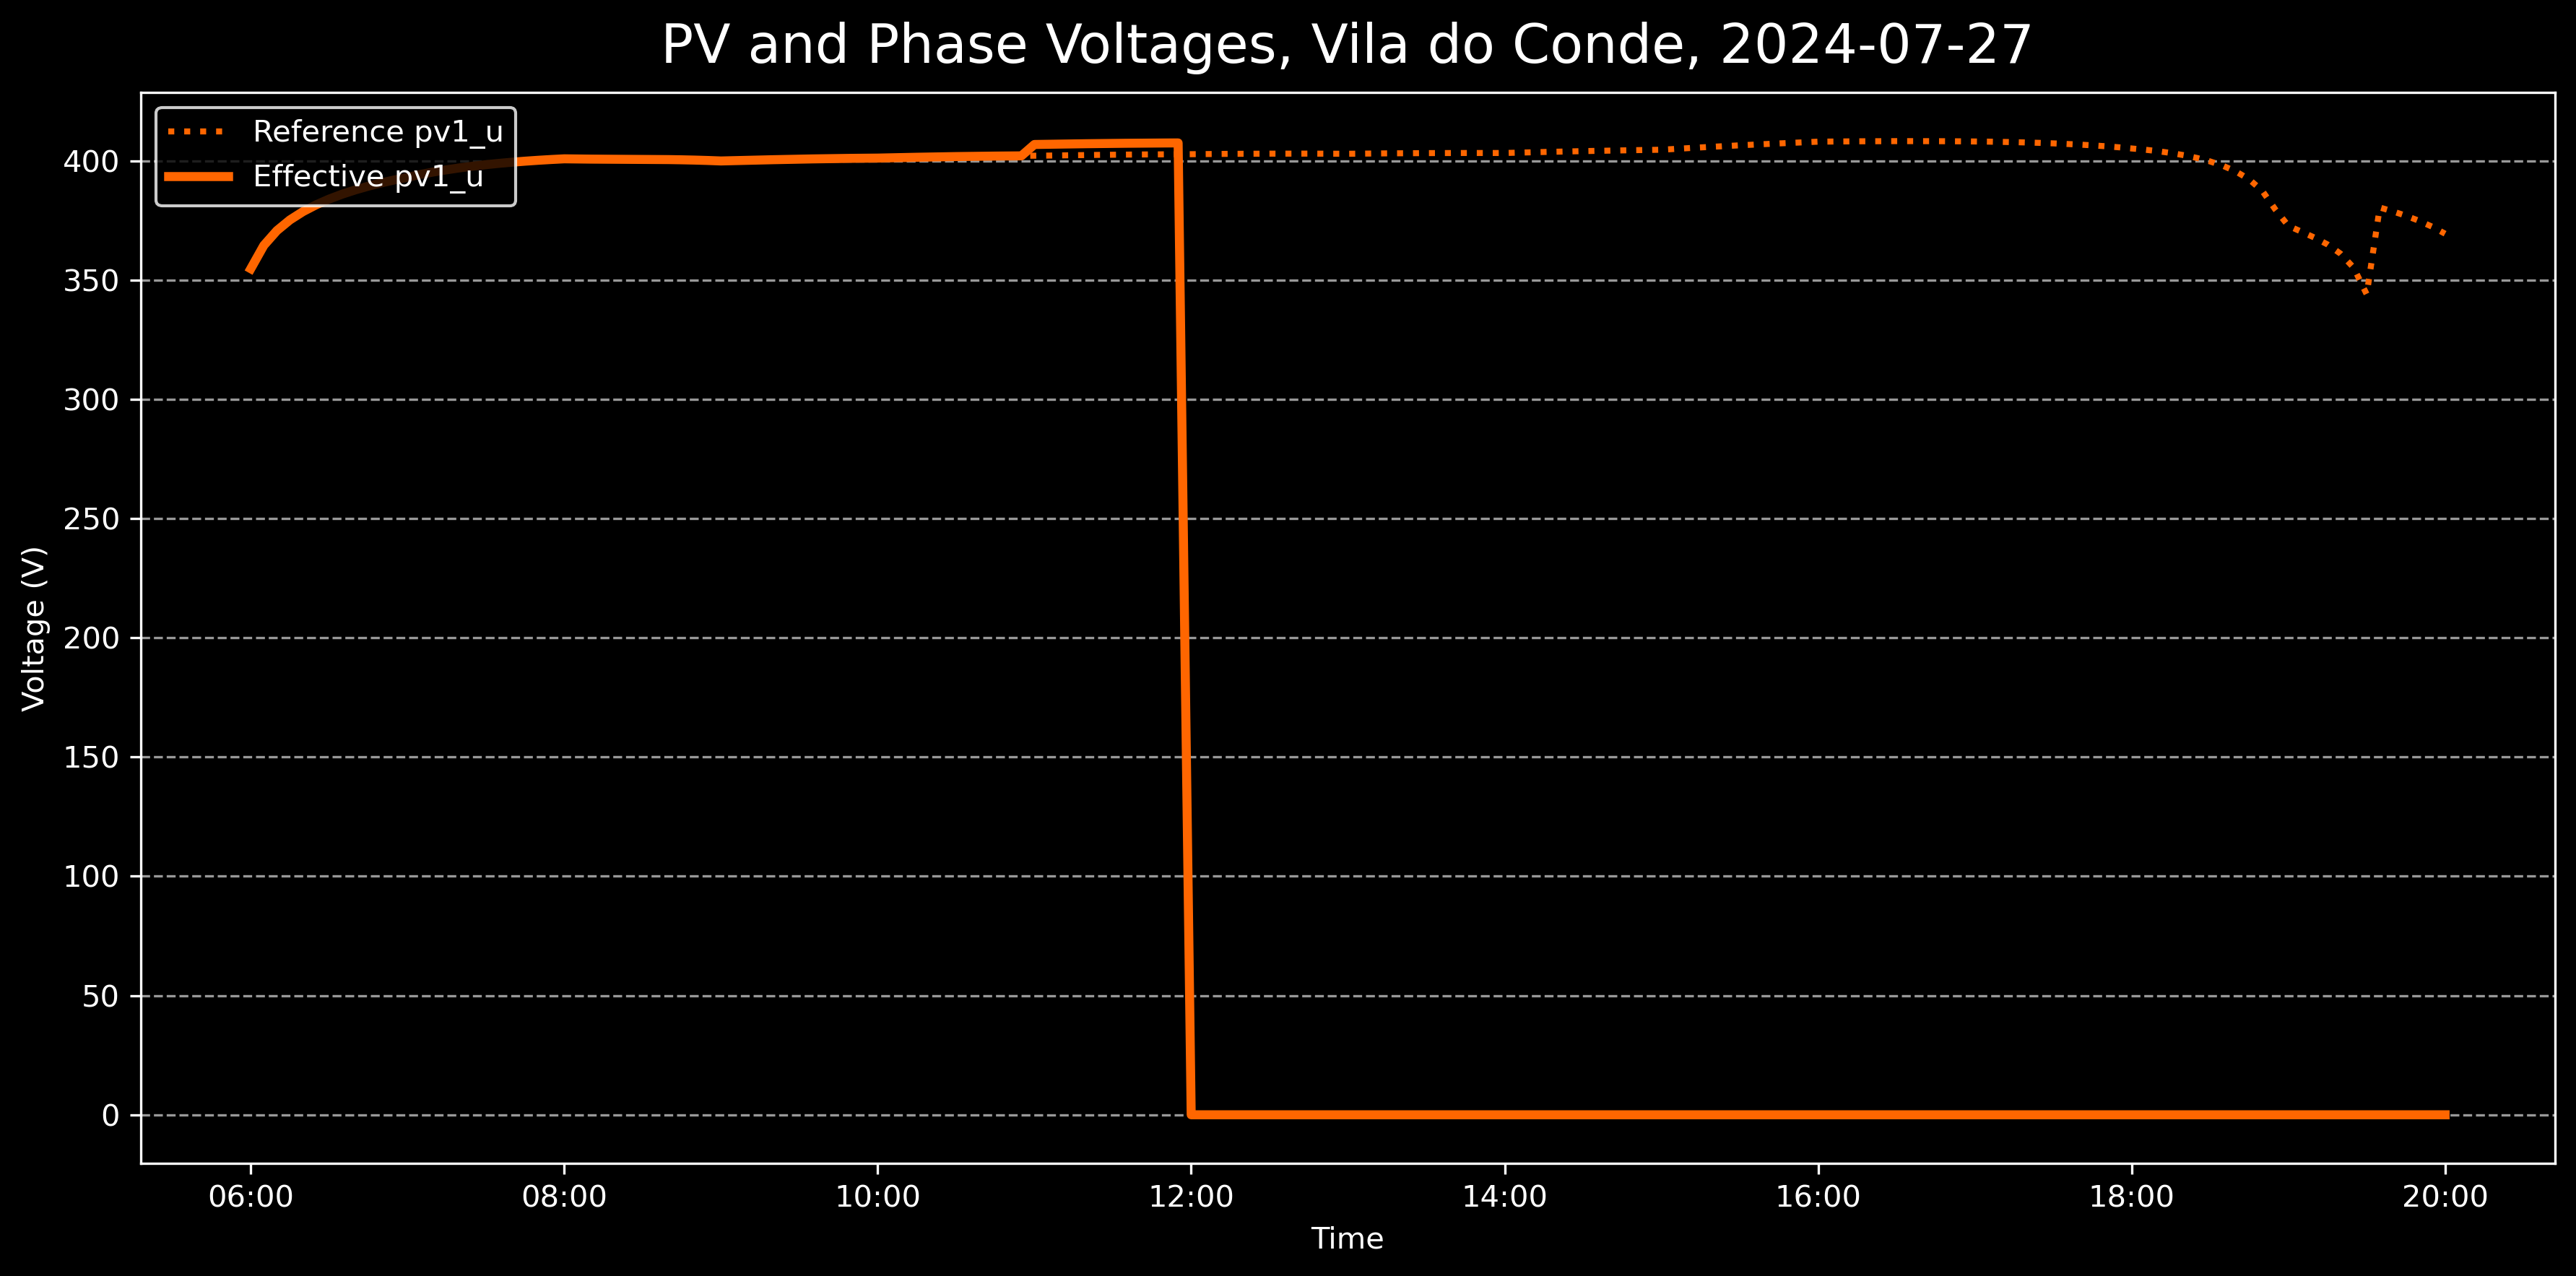 PV and Phase Voltages, Vila do Conde, 2024-07-27
Reference pv1_u
Effective pv1_u
Voltage (V)
400
350
300
250
200
150
100
50
0
06:00 08:00 10:00 12:00 14:00 16:00 18:00 20:00
Time